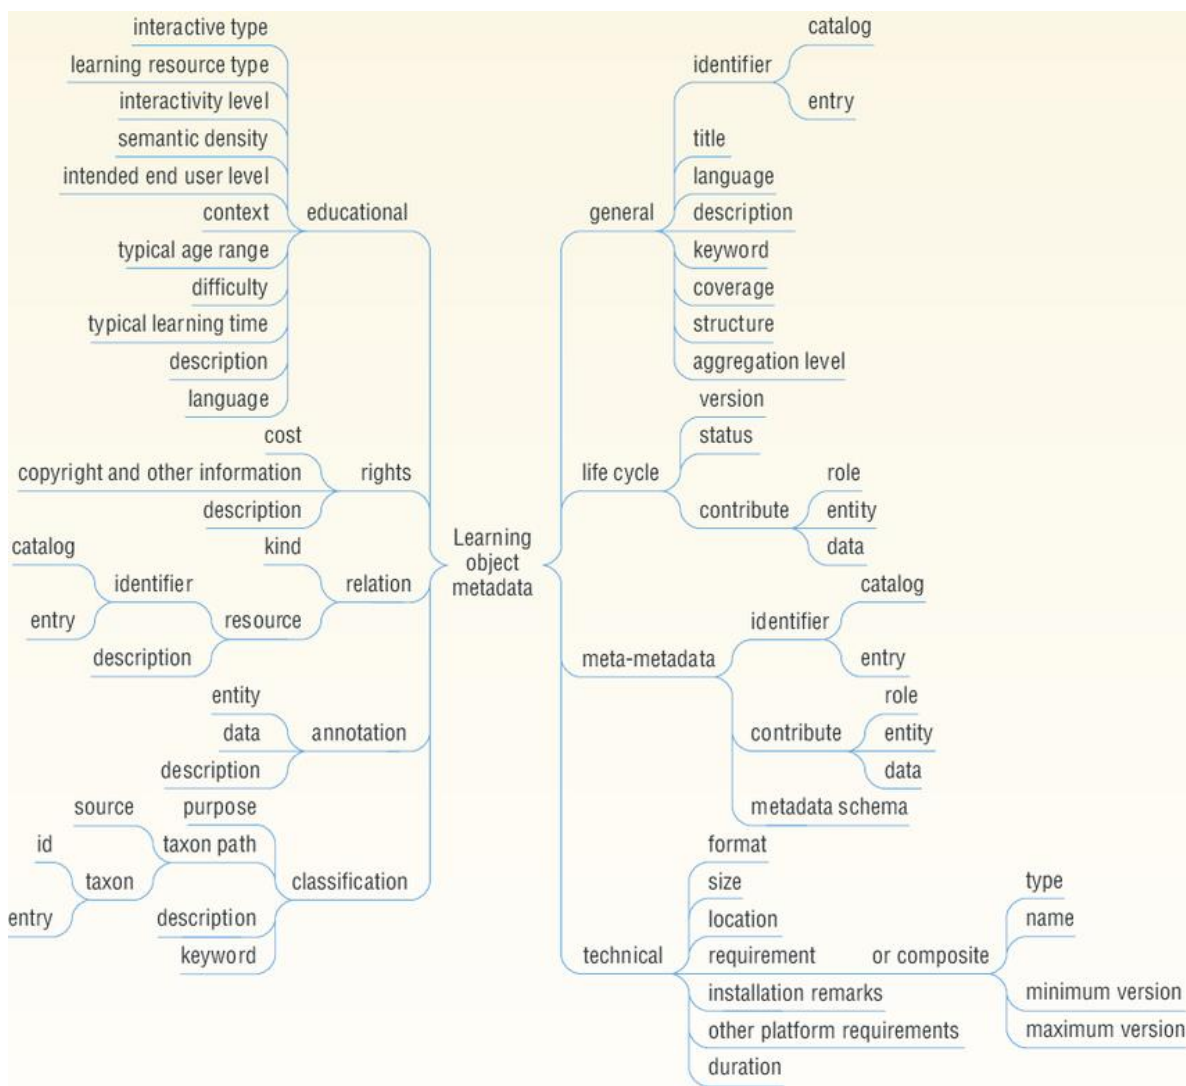 interactive type
learning resource type
interactivity level
semantic density
intended end user level
context
educational
typical age range
difficulty
typical learning time
description
language
cost
copyright and other information
rights
description
catalog
kind
identifier
relation
entry
resource
description
entity
data
annotation
description
source
purpose
id
taxon path
taxon
classification
entry
description
keyword
Learning
object
metadata
catalog
identifier
entry
title
language
general
description
keyword
coverage
structure
aggregation level
version
status
life cycle
role
contribute
entity
data
catalog
identifier
meta-metadata
entry
role
contribute
entity
data
metadata schema
format
size
type
location
name
technical
requirement
or composite
installation remarks
minimum version
other platform requirements
maximum version
duration